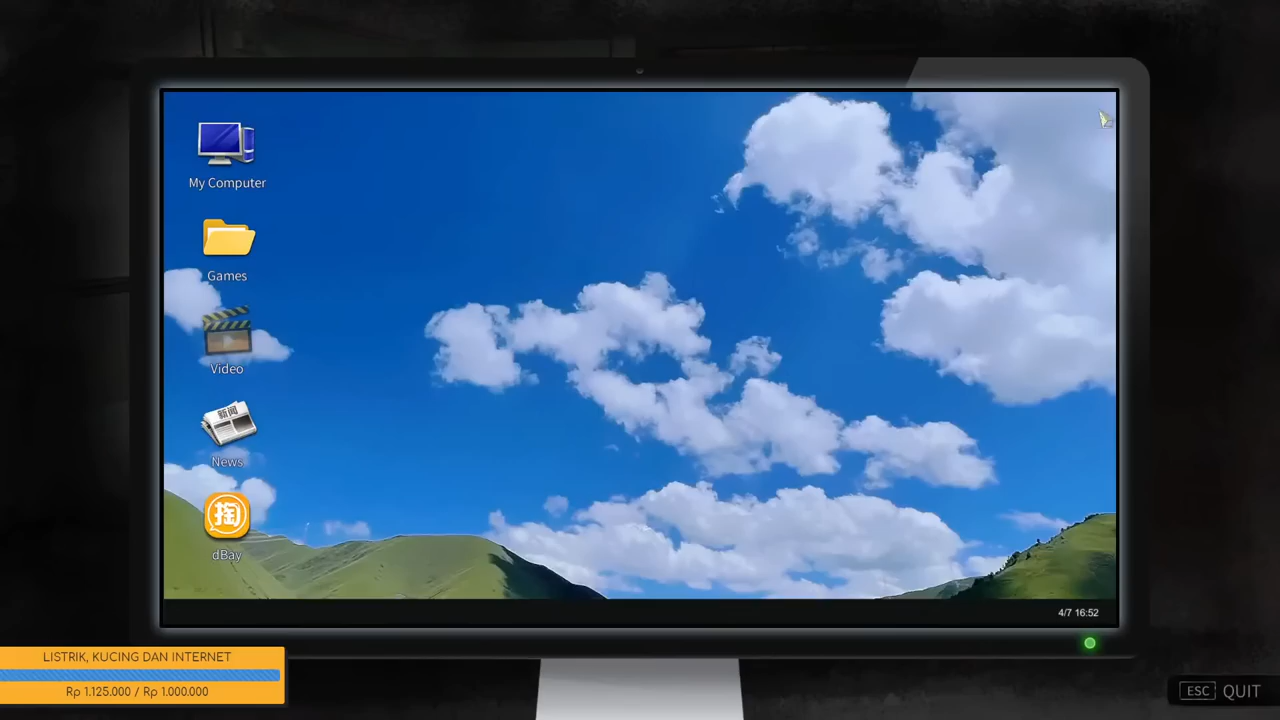 My Computer
Games
Video
新闻
News
淘
dBay
4/7 16:52
LISTRIK, KUCING DAN INTERNET
Rp 1.125.000 / Rp 1.000.000
ESC QUIT